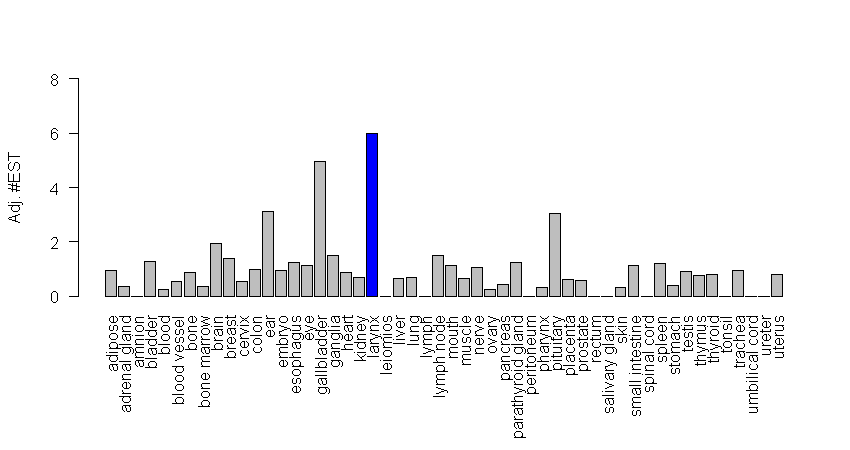 Adj. #EST
8
6
4
2
0
adipose
adrenal gland
amnion
bladder
blood
blood vessel
bone
bone marrow
brain
breast
cervix
colon
ear
embryo
esophagus
eye
gallbladder
ganglia
heart
kidney
larynx
leiomios
liver
lung
lymph
lymph node
mouth
muscle
nerve
ovary
pancreas
parathyroid gland
peritoneum
pharynx
pituitary
placenta
prostate
rectum
salivary gland
skin
small intestine
spinal cord
spleen
stomach
testis
thymus
thyroid
tonsil
trachea
umbilical cord
ureter
uterus